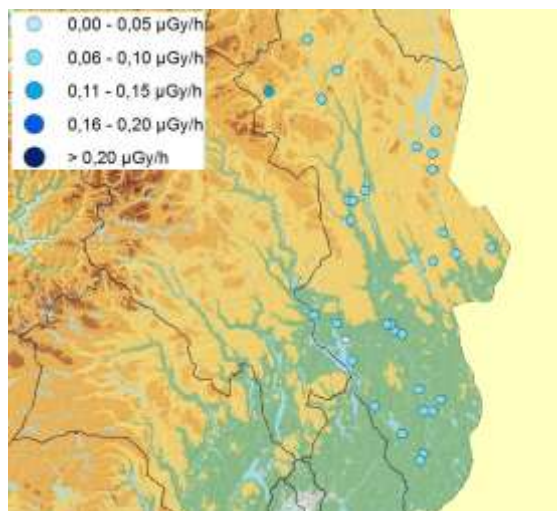 0,00 - 0,05 µGy/h
0,06 - 0,10 µGy/h
0,11 - 0,15 µGy/h
0,16 - 0,20 µGy/h
> 0,20 µGy/h